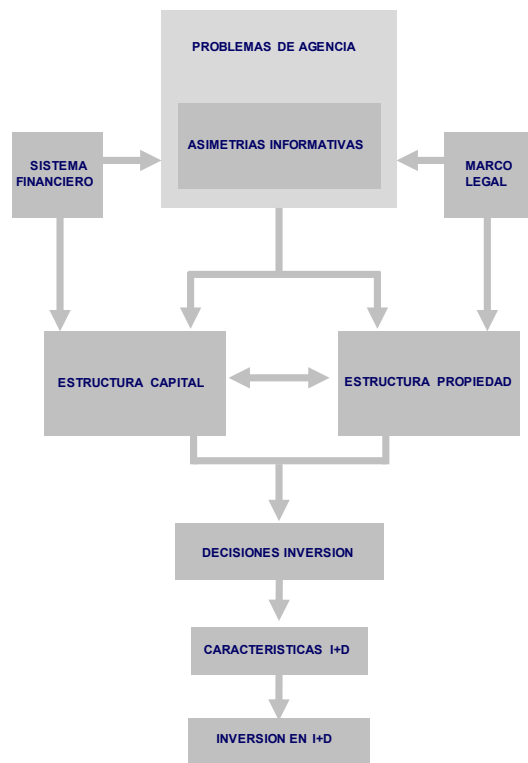 PROBLEMAS DE AGENCIA
ASIMETRIAS INFORMATIVAS
SISTEMA
FINANCIERO
MARCO
LEGAL
ESTRUCTURA CAPITAL
ESTRUCTURA PROPIEDAD
DECISIONES INVERSION
CARACTERISTICAS I+D
INVERSION EN I+D